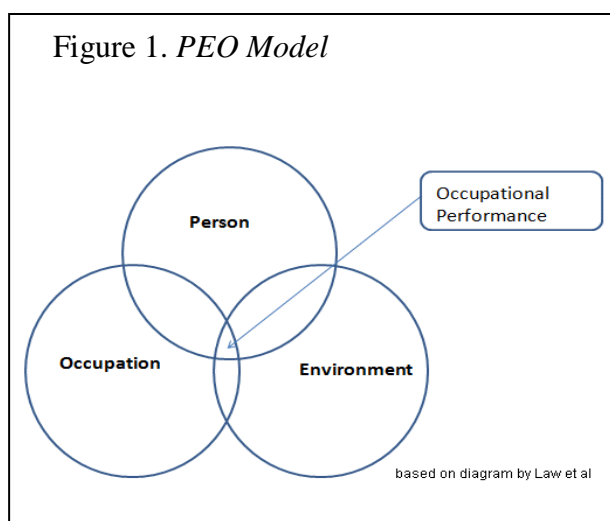 Figure 1. PEO Model
Person
Occupational
Performance
Occupation
Environment
based on diagram by Law et al